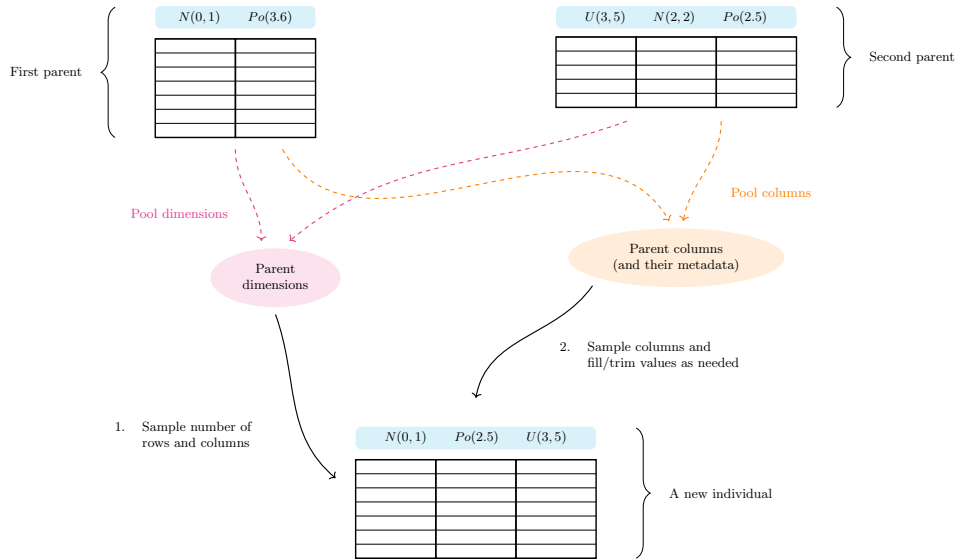 N(0, 1) Po(3.6)
U(3, 5) N(2, 2) Po(2.5)
First parent
Second parent
Pool dimensions
Pool columns
Parent
dimensions
Parent columns
(and their metadata)
2. Sample columns and
fill/trim values as needed
1. Sample number of
rows and columns
N(0, 1) Po(2.5) U(3, 5)
A new individual